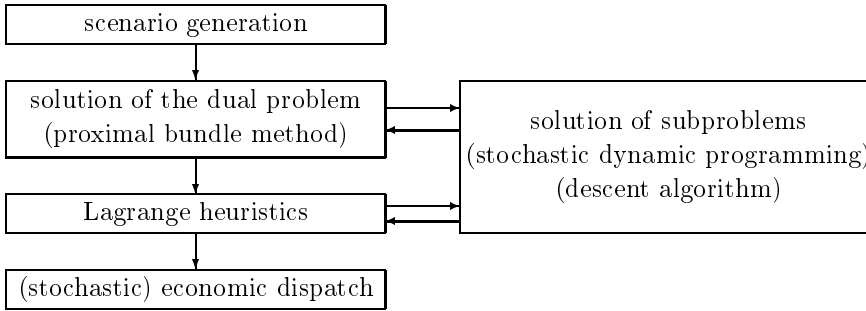 scenario generation
solution of the dual problem
(proximal bundle method)
solution of subproblems
(stochastic dynamic programming)
(descent algorithm)
Lagrange heuristics
(stochastic) economic dispatch